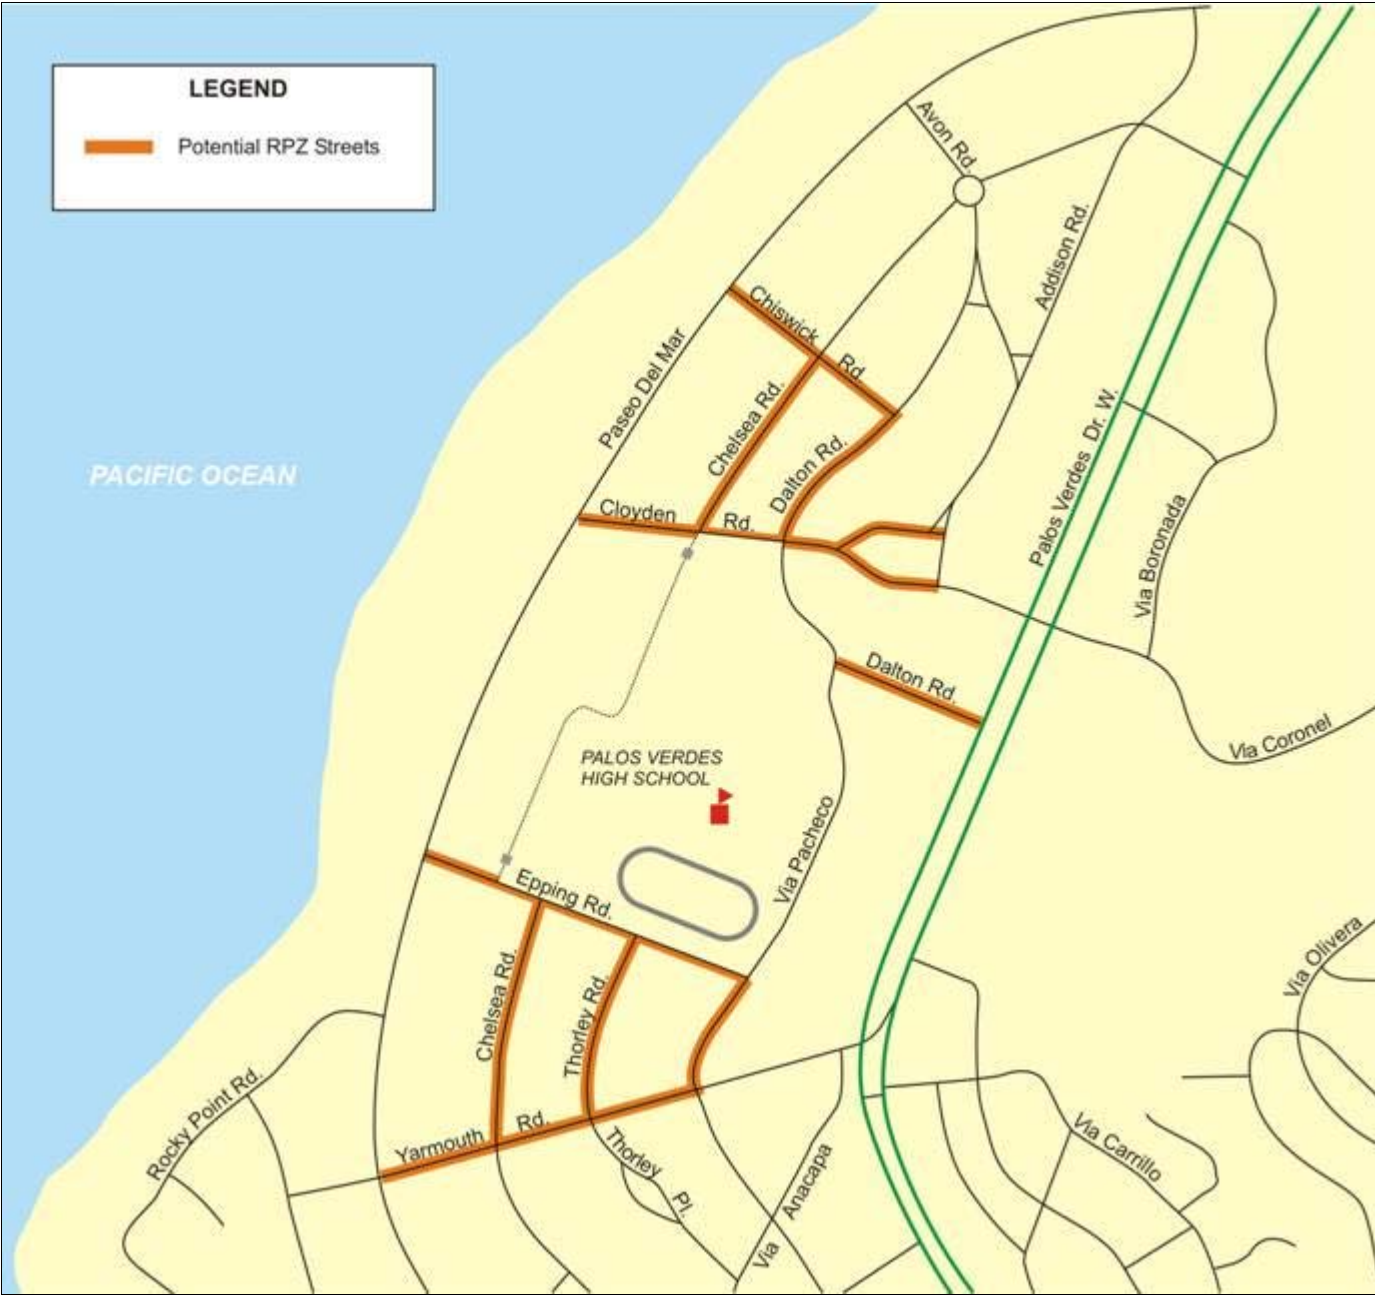 LEGEND
Potential RPZ Streets
Avon Rd.
Addison Rd.
Chiswick Rd.
Paseo Del Mar
Chelsea Rd.
Dalton Rd.
Palos Verdes Dr. W.
PACIFIC OCEAN
Cloyden Rd.
Via Boronada
Dalton Rd.
Via Coronel
PALOS VERDES
HIGH SCHOOL
Via Pacheco
Epping Rd.
Via Olivera
Chelsea Rd.
Thorley Rd.
Rocky Point Rd.
Yarmouth Rd.
Thorley Pl.
Via Anacapa
Via Carrillo